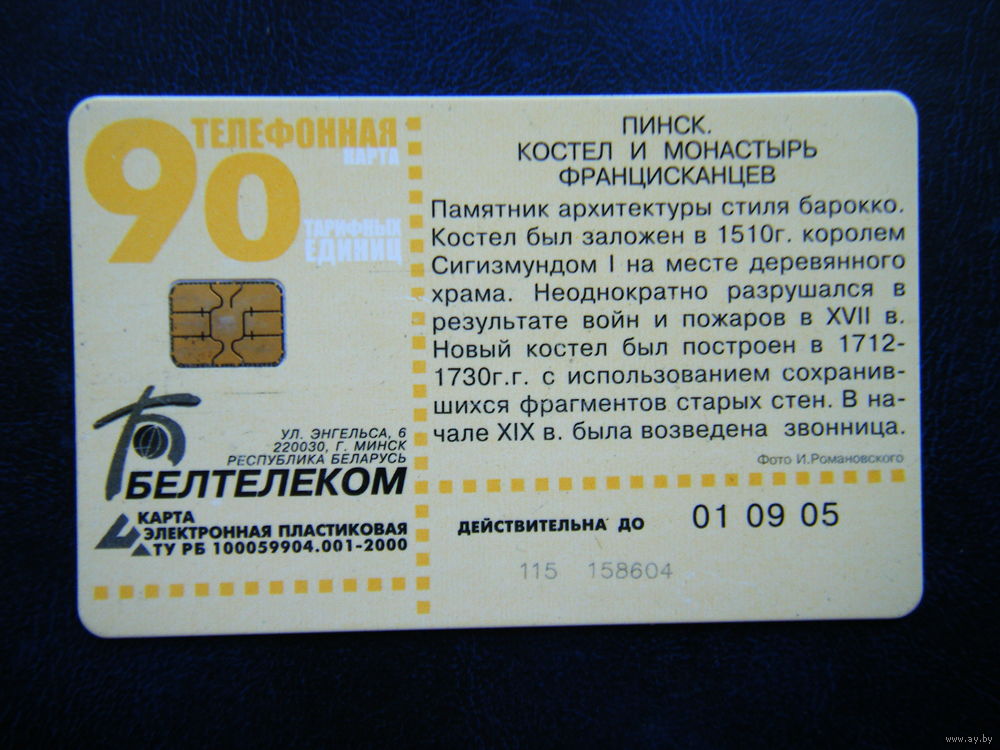 90
ТЕЛЕФОННАЯ
КАРТА
ТАРИФНЫХ
ЕДИНИЦ
УЛ. ЭНГЕЛЬСА, 6
220030, Г. МИНСК
РЕСПУБЛИКА БЕЛАРУСЬ
БЕЛТЕЛЕКОМ
КАРТА
ЭЛЕКТРОННАЯ ПЛАСТИКОВАЯ
ТУ РБ 100059904.001-2000
ПИНСК.
КОСТЕЛ И МОНАСТЫРЬ
ФРАНЦИСКАНЦЕВ
Памятник архитектуры стиля барокко.
Костел был заложен в 1510г. королем
Сигизмундом I на месте деревянного
храма. Неоднократно разрушался в
результате войн и пожаров в XVII в.
Новый костел был построен в 1712-
1730г.г. с использованием сохранив-
шихся фрагментов старых стен. В на-
чале XIX в. была возведена звонница.
Фото И.Романовского
ДЕЙСТВИТЕЛЬНА ДО 01 09 05
115 158604
www.ay.by